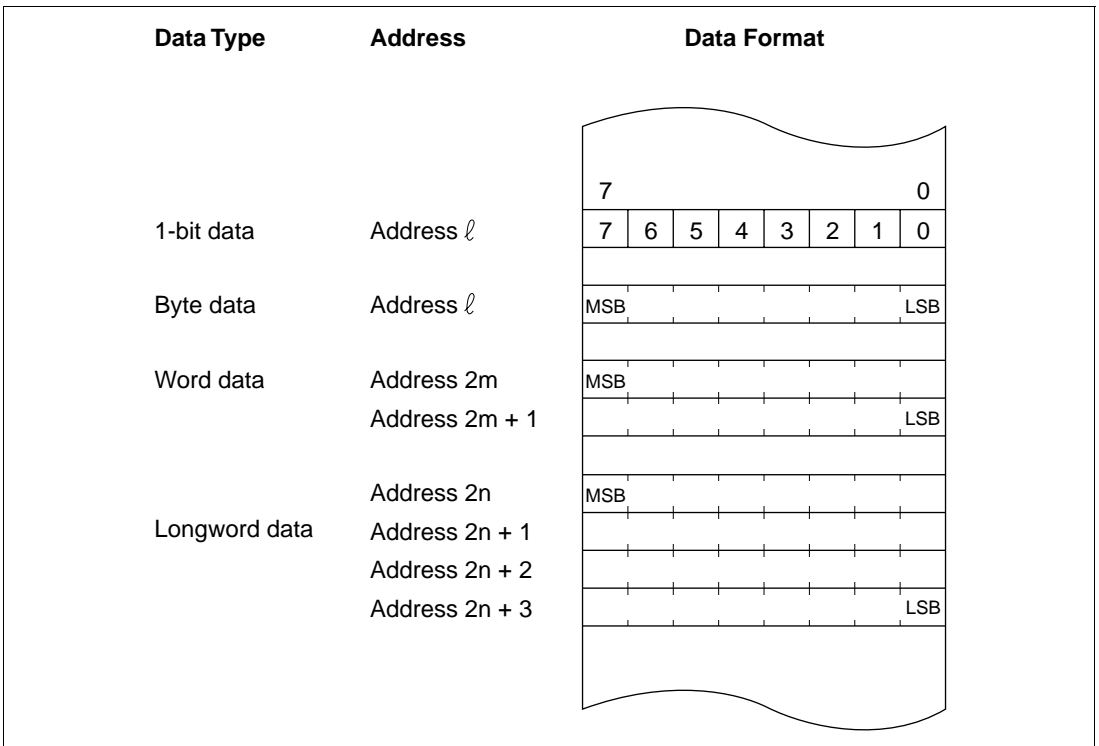 Data Type Address Data Format
7 0
1-bit data Address ℓ 7 6 5 4 3 2 1 0
Byte data Address ℓ MSB LSB
Word data Address 2m MSB
Address 2m + 1 LSB
Address 2n MSB
Longword data Address 2n + 1
Address 2n + 2
Address 2n + 3 LSB